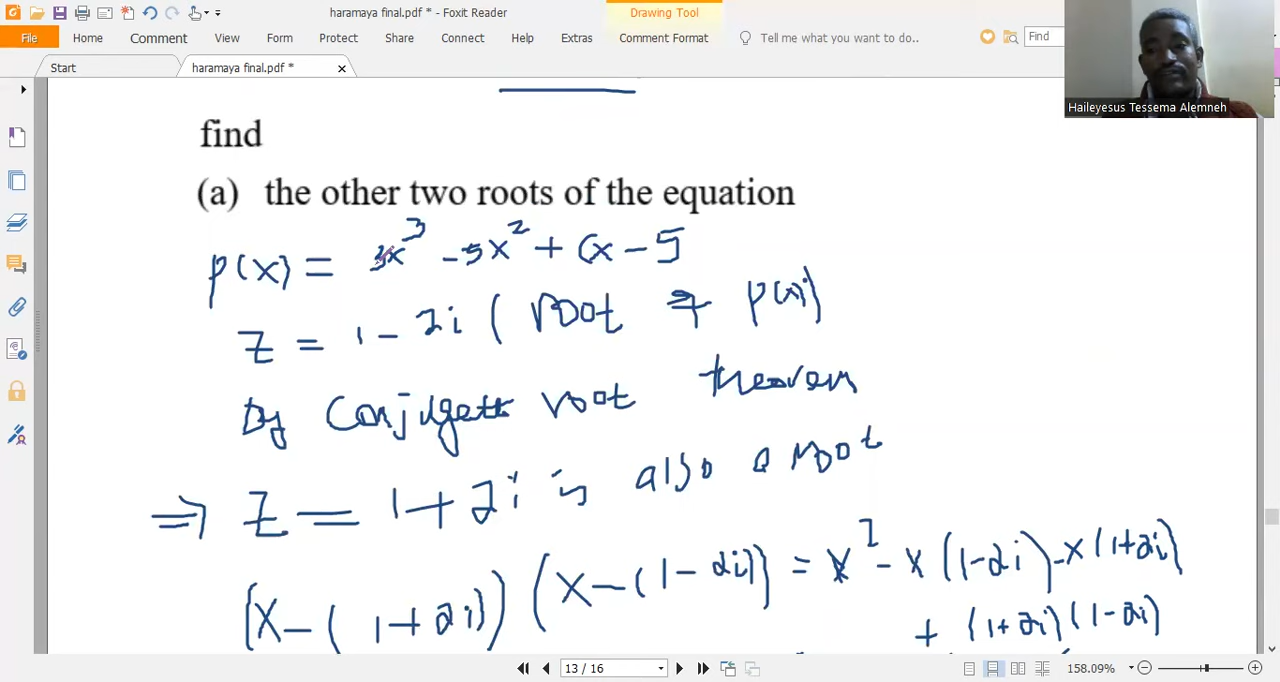 haramaya final.pdf * - Foxit Reader
Drawing Tool
File Home Comment View Form Protect Share Connect Help Extras Comment Format Tell me what you want to do.. Find
Start haramaya final.pdf *
Haileyesus Tessema Alemneh
find
(a) the other two roots of the equation
p(x) = 3x³ - 5x² + 6x - 5
Z = 1 - 2i ( root of p(x))
by Conjugett root theorem
⇒ Z = 1 + 2i is also a root
(x - (1 + 2i)) (x - (1 - 2i)) = x² - x(1 - 2i) - x(1 + 2i)
+ (1 + 2i)(1 - 2i)
13 / 16
158.09%